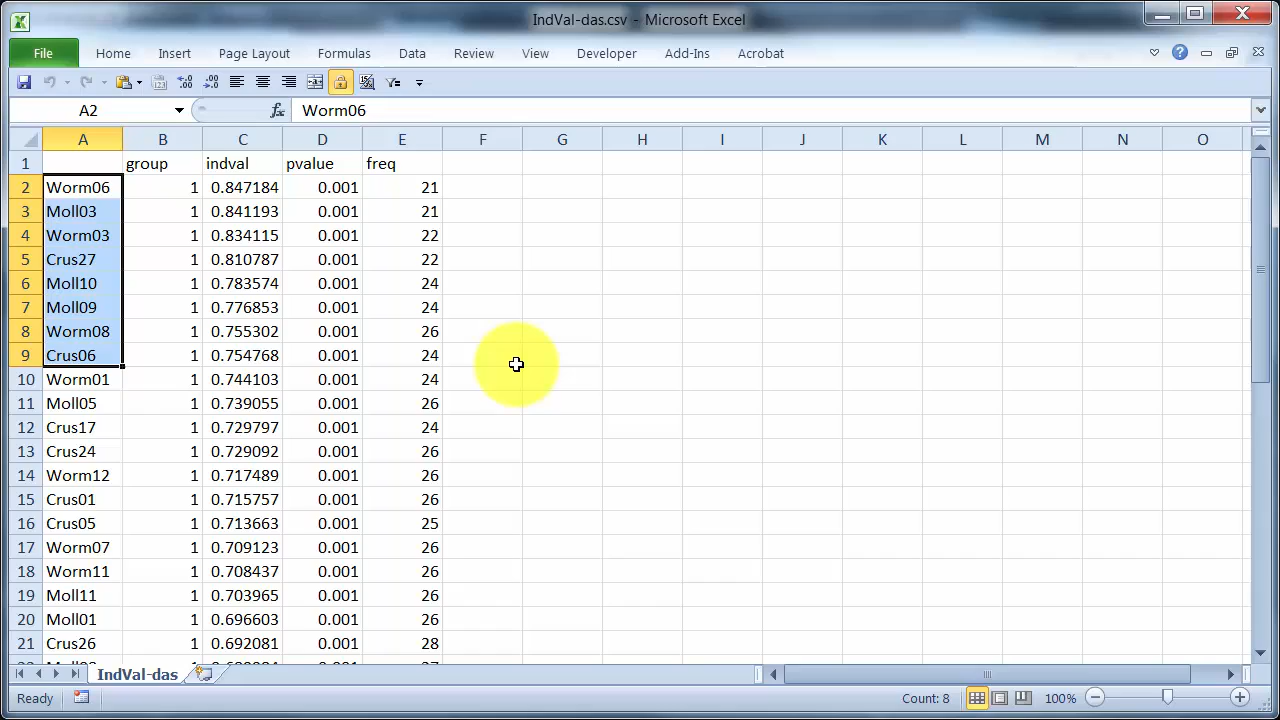 IndVal-das.csv - Microsoft Excel
File Home Insert Page Layout Formulas Data Review View Developer Add-Ins Acrobat
A2 fx Worm06
A B C D E F G H I J K L M N O
1 group indval pvalue freq
2 Worm06 1 0.847184 0.001 21
3 Moll03 1 0.841193 0.001 21
4 Worm03 1 0.834115 0.001 22
5 Crus27 1 0.810787 0.001 22
6 Moll10 1 0.783574 0.001 24
7 Moll09 1 0.776853 0.001 24
8 Worm08 1 0.755302 0.001 26
9 Crus06 1 0.754768 0.001 24
10 Worm01 1 0.744103 0.001 24
11 Moll05 1 0.739055 0.001 26
12 Crus17 1 0.729797 0.001 24
13 Crus24 1 0.729092 0.001 26
14 Worm12 1 0.717489 0.001 26
15 Crus01 1 0.715757 0.001 26
16 Crus05 1 0.713663 0.001 25
17 Worm07 1 0.709123 0.001 26
18 Worm11 1 0.708437 0.001 26
19 Moll11 1 0.703965 0.001 26
20 Moll01 1 0.696603 0.001 26
21 Crus26 1 0.692081 0.001 28
IndVal-das
Ready Count: 8 100%